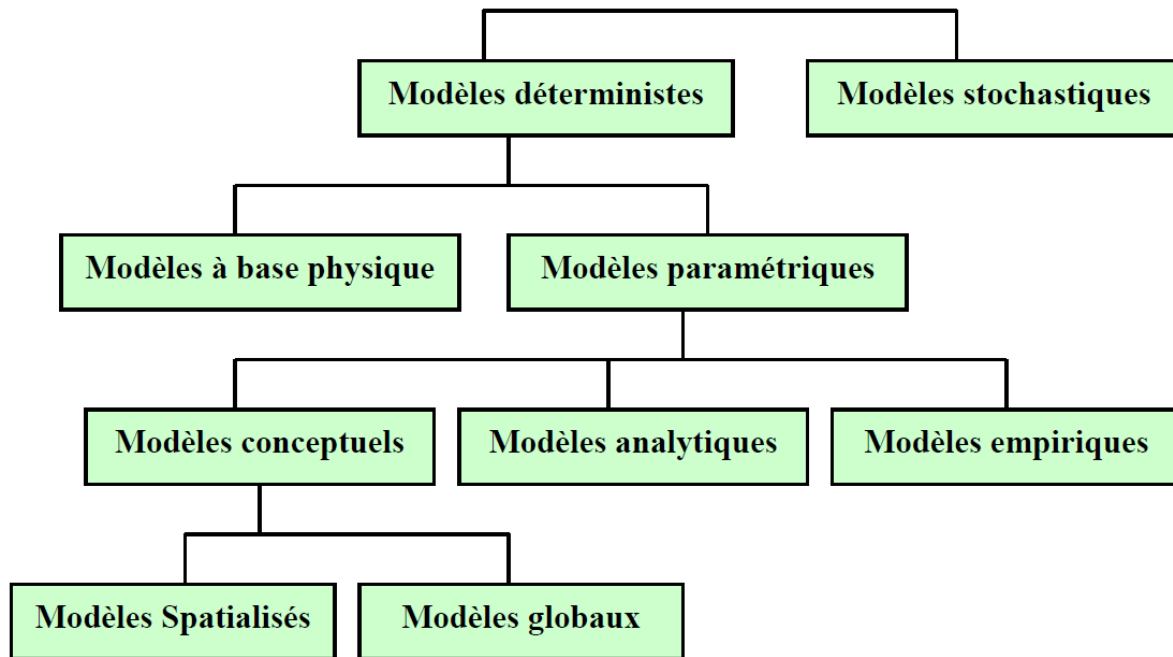 Modèles déterministes
Modèles stochastiques
Modèles à base physique
Modèles paramétriques
Modèles conceptuels
Modèles analytiques
Modèles empiriques
Modèles Spatialisés
Modèles globaux